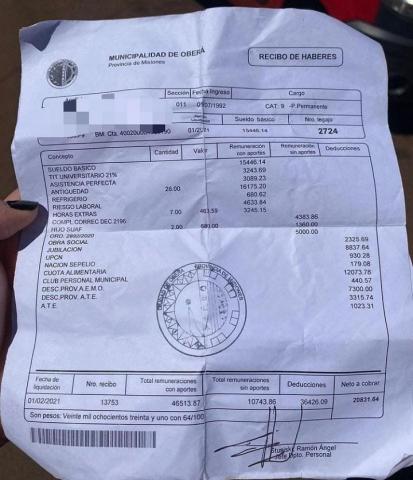 MUNICIPALIDAD DE OBERÁ
Provincia de Misiones
RECIBO DE HABERES
Sección Fecha Ingreso Cargo
011 01/07/1992 CAT. 9 -P.Permanente
Sueldo básico Nro. legajo
BM. Cta. 01/2021 15446.14 2724
Concepto Cantidad Valor Remuneración con aportes Remuneración sin aportes Deducciones
SUELDO BASICO 15446.14
TIT.UNIVERSITARIO 21% 3243.69
ASISTENCIA PERFECTA 3089.23
ANTIGUEDAD 26.00 16175.20
REFRIGERIO 680.62
RIESGO LABORAL 4633.84
HORAS EXTRAS 7.00 463.59 3245.15
COMPL CORREC DEC 2196 4383.86
HIJO SUAF 2.00 680.00 1360.00
ORD. 2892/2020 5000.00
OBRA SOCIAL 2325.69
JUBILACION 8837.64
UPCN 930.28
NACION SEPELIO 179.08
CUOTA ALIMENTARIA 12073.78
CLUB PERSONAL MUNICIPAL 440.57
DESC.PROV.A.E.M.O. 7300.00
DESC.PROV. A.T.E. 3315.74
A.T.E. 1023.31
Fecha de liquidación Nro. recibo Total remuneraciones con aportes Total remuneraciones sin aportes Deducciones Neto a cobrar
01/02/2021 13753 46513.87 10743.86 36426.09 20831.64
Son pesos: Veinte mil ochocientos treinta y uno con 64/100
Ramón Ángel
Jefe Dpto. Personal